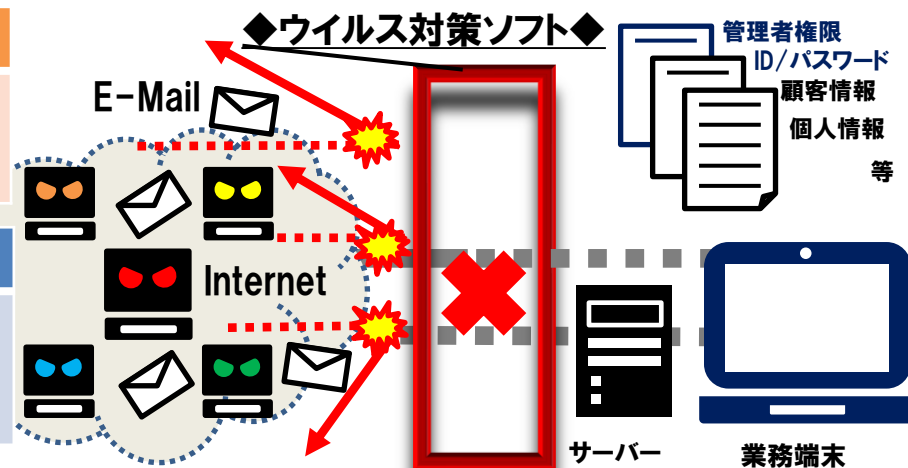 ◆ウイルス対策ソフト◆
管理者権限
ID/パスワード
顧客情報
個人情報
等
E-Mail
Internet
サーバー
業務端末